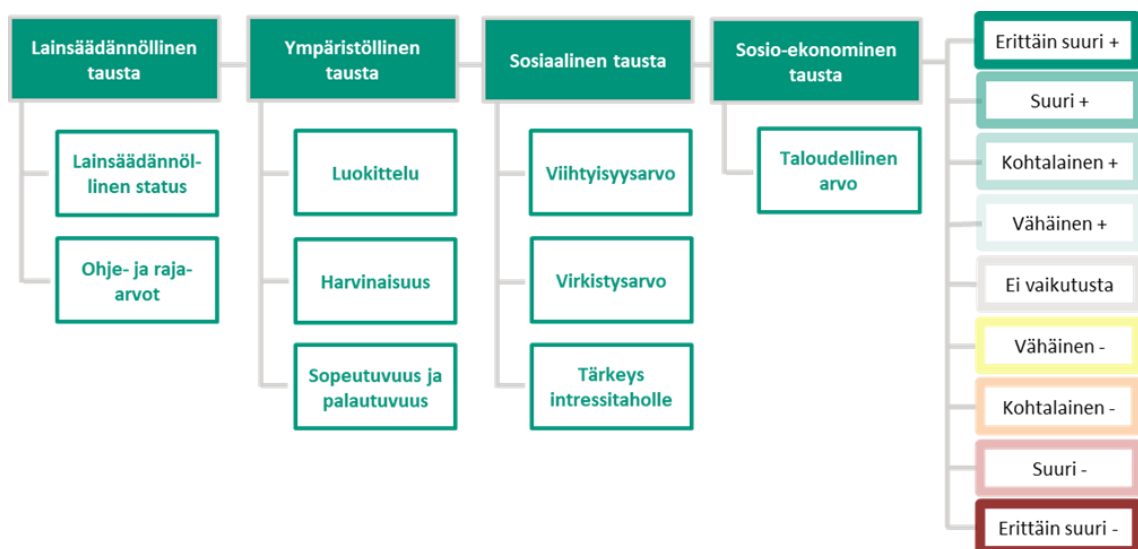 Lainsäädännöllinen
tausta
Lainsäädännöl-
linen status
Ohje- ja raja-
arvot
Ympäristöllinen
tausta
Luokittelu
Harvinaisuus
Sopeutuvuus ja
palautuvuus
Sosiaalinen tausta
Viihtyisyysarvo
Virkistysarvo
Tärkeys
intressitaholle
Sosio-ekonominen
tausta
Taloudellinen
arvo
Erittäin suuri +
Suuri +
Kohtalainen +
Vähäinen +
Ei vaikutusta
Vähäinen -
Kohtalainen -
Suuri -
Erittäin suuri -